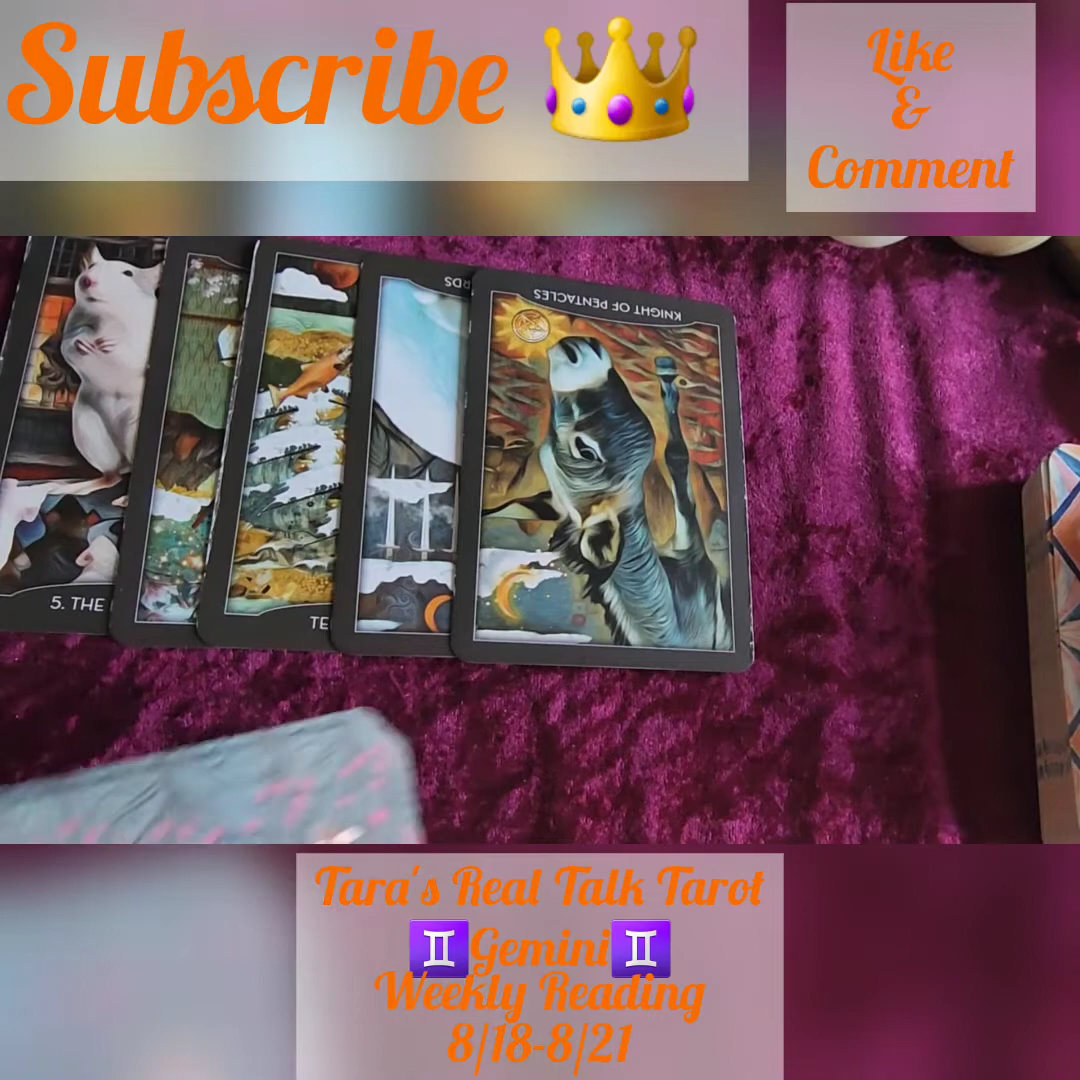 Subscribe
Like
&
Comment
KNIGHT OF PENTACLES
5. THE
Tara's Real Talk Tarot
♊Gemini♊
Weekly Reading
8/18-8/21